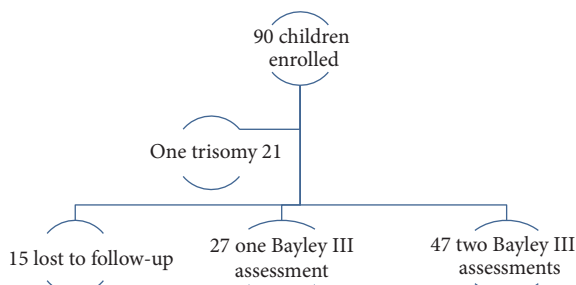 90 children
enrolled
One trisomy 21
15 lost to follow-up
27 one Bayley III
assessment
47 two Bayley III
assessments